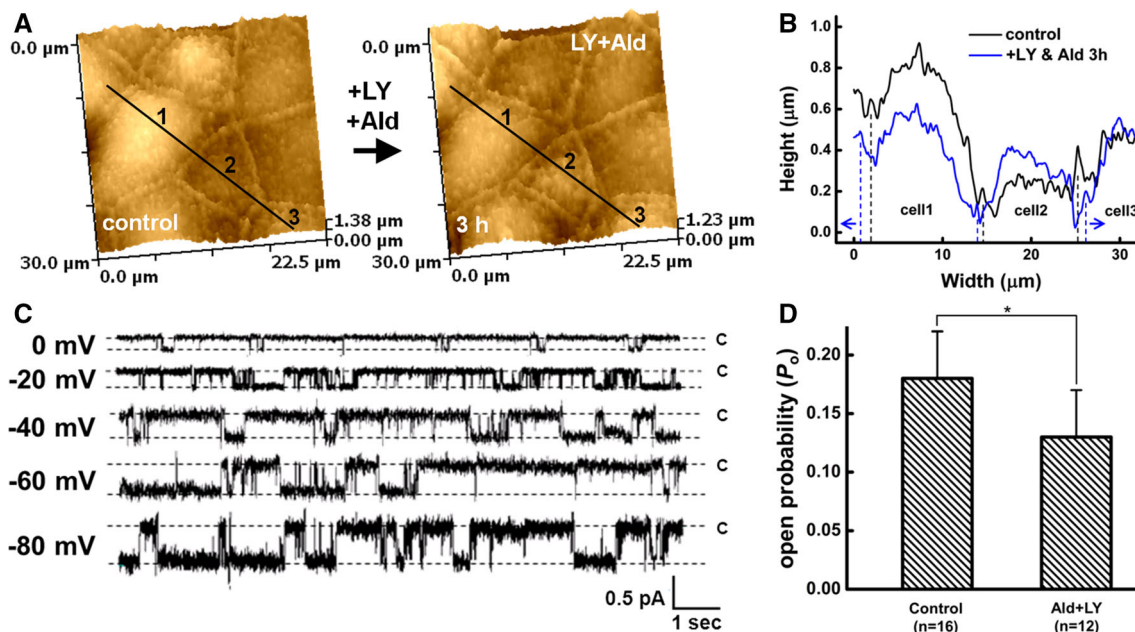 A
0.0 µm
1
2
3
control
1.38 µm
0.00 µm
30.0 µm
22.5 µm
0.0 µm
+LY
+Ald
0.0 µm
LY+Ald
1
2
3
3 h
1.23 µm
0.00 µm
30.0 µm
22.5 µm
0.0 µm
B
control
+LY & Ald 3h
Height (µm)
1.0
0.8
0.6
0.4
0.2
0.0
cell1
cell2
cell3
0
10
20
30
Width (µm)
C
0 mV
C
-20 mV
C
-40 mV
C
-60 mV
C
-80 mV
C
0.5 pA
1 sec
D
*
open probability (Po)
0.20
0.15
0.10
0.05
0.00
Control
(n=16)
Ald+LY
(n=12)